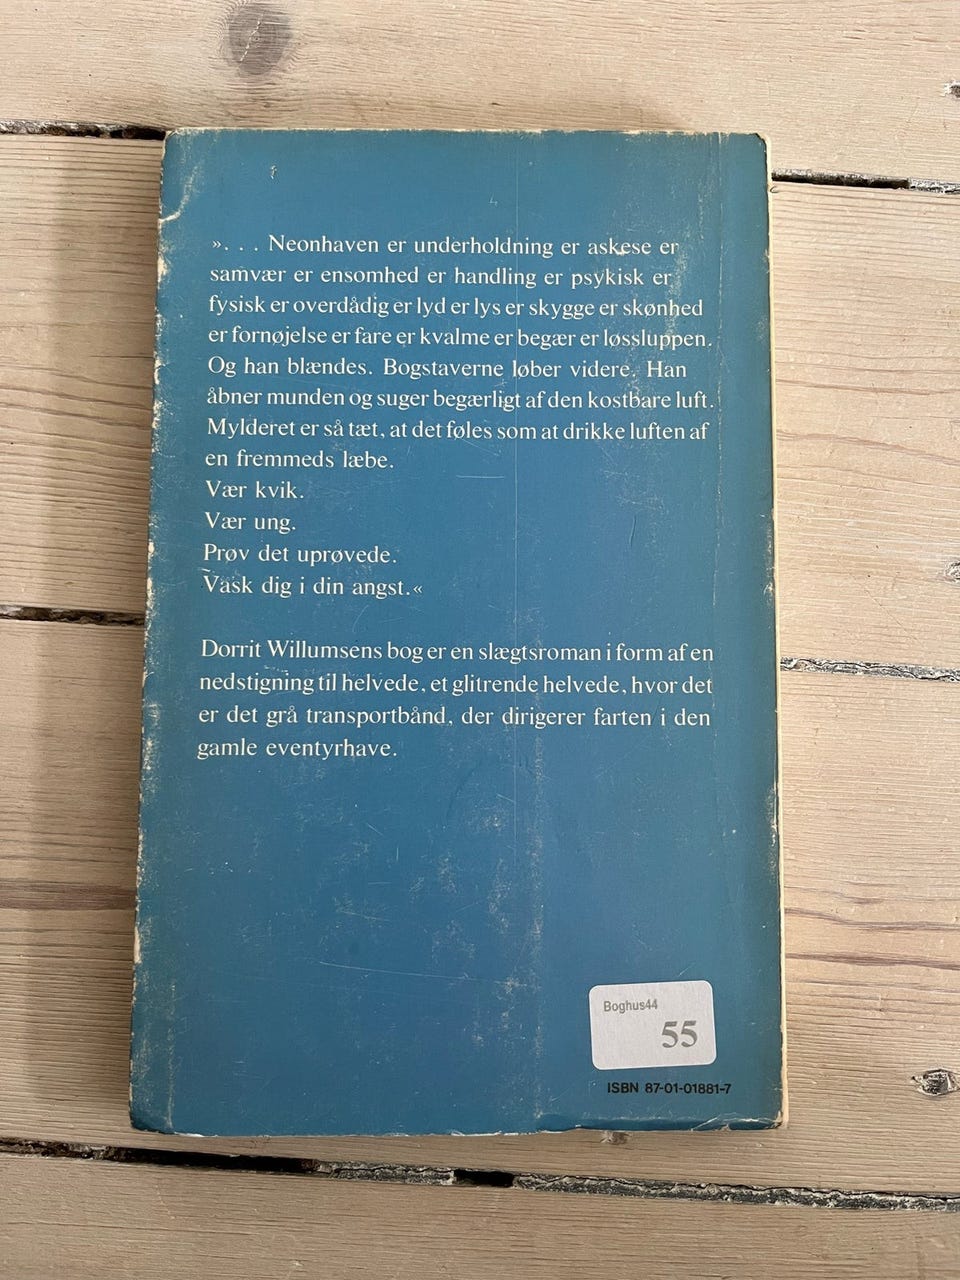 ». . . Neonhaven er underholdning er askese er
samvær er ensomhed er handling er psykisk er
fysisk er overdådig er lyd er lys er skygge er skønhed
er fornøjelse er fare er kvalme er begær er løssluppen.
Og han blændes. Bogstaverne løber videre. Han
åbner munden og suger begærligt af den kostbare luft.
Mylderet er så tæt, at det føles som at drikke luften af
en fremmeds læbe.
Vær kvik.
Vær ung.
Prøv det uprøvede.
Vask dig i din angst.«
Dorrit Willumsens bog er en slægtsroman i form af en
nedstigning til helvede, et glitrende helvede, hvor det
er det grå transportbånd, der dirigerer farten i den
gamle eventyrhave.
Boghus44
55
ISBN 87-01-01881-7